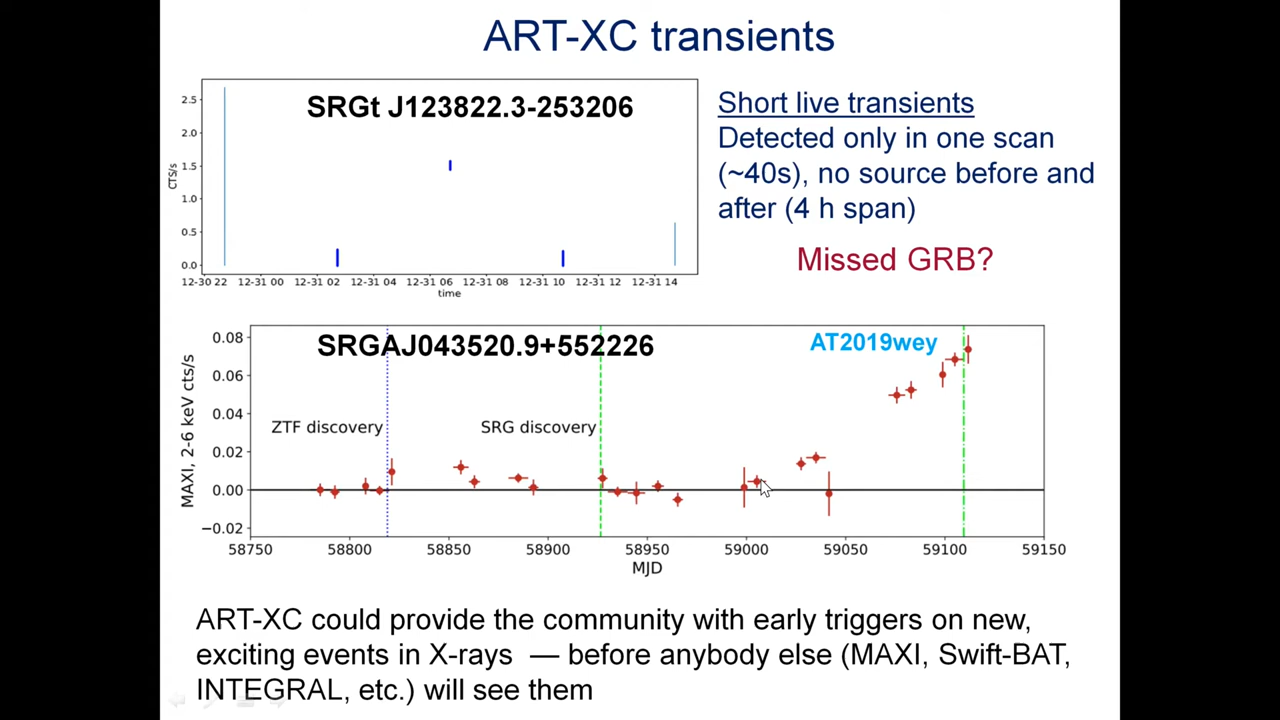 ART-XC transients
SRGt J123822.3-253206
2.5
2.0
1.5
1.0
0.5
0.0
CTS/s
12-30 22 12-31 00 12-31 02 12-31 04 12-31 06 12-31 08 12-31 10 12-31 12 12-31 14
time
Short live transients
Detected only in one scan
(~40s), no source before and
after (4 h span)
Missed GRB?
SRGAJ043520.9+552226
AT2019wey
ZTF discovery
SRG discovery
0.08
0.06
0.04
0.02
0.00
−0.02
MAXI, 2-6 keV cts/s
58750 58800 58850 58900 58950 59000 59050 59100 59150
MJD
ART-XC could provide the community with early triggers on new,
exciting events in X-rays — before anybody else (MAXI, Swift-BAT,
INTEGRAL, etc.) will see them